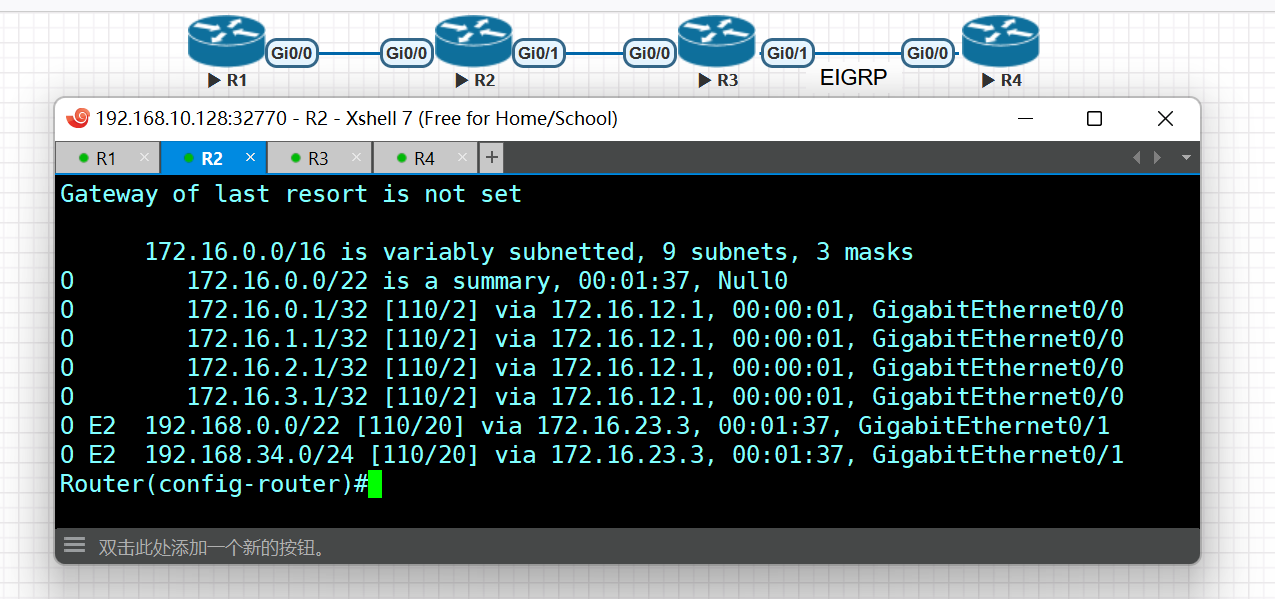 Gi0/0 Gi0/0 Gi0/1 Gi0/0 Gi0/1 Gi0/0
R1 R2 R3 EIGRP R4
192.168.10.128:32770 - R2 - Xshell 7 (Free for Home/School)
R1 × R2 × R3 × R4 × +
Gateway of last resort is not set
172.16.0.0/16 is variably subnetted, 9 subnets, 3 masks
O 172.16.0.0/22 is a summary, 00:01:37, Null0
O 172.16.0.1/32 [110/2] via 172.16.12.1, 00:00:01, GigabitEthernet0/0
O 172.16.1.1/32 [110/2] via 172.16.12.1, 00:00:01, GigabitEthernet0/0
O 172.16.2.1/32 [110/2] via 172.16.12.1, 00:00:01, GigabitEthernet0/0
O 172.16.3.1/32 [110/2] via 172.16.12.1, 00:00:01, GigabitEthernet0/0
O E2 192.168.0.0/22 [110/20] via 172.16.23.3, 00:01:37, GigabitEthernet0/1
O E2 192.168.34.0/24 [110/20] via 172.16.23.3, 00:01:37, GigabitEthernet0/1
Router(config-router)#
双击此处添加一个新的按钮。